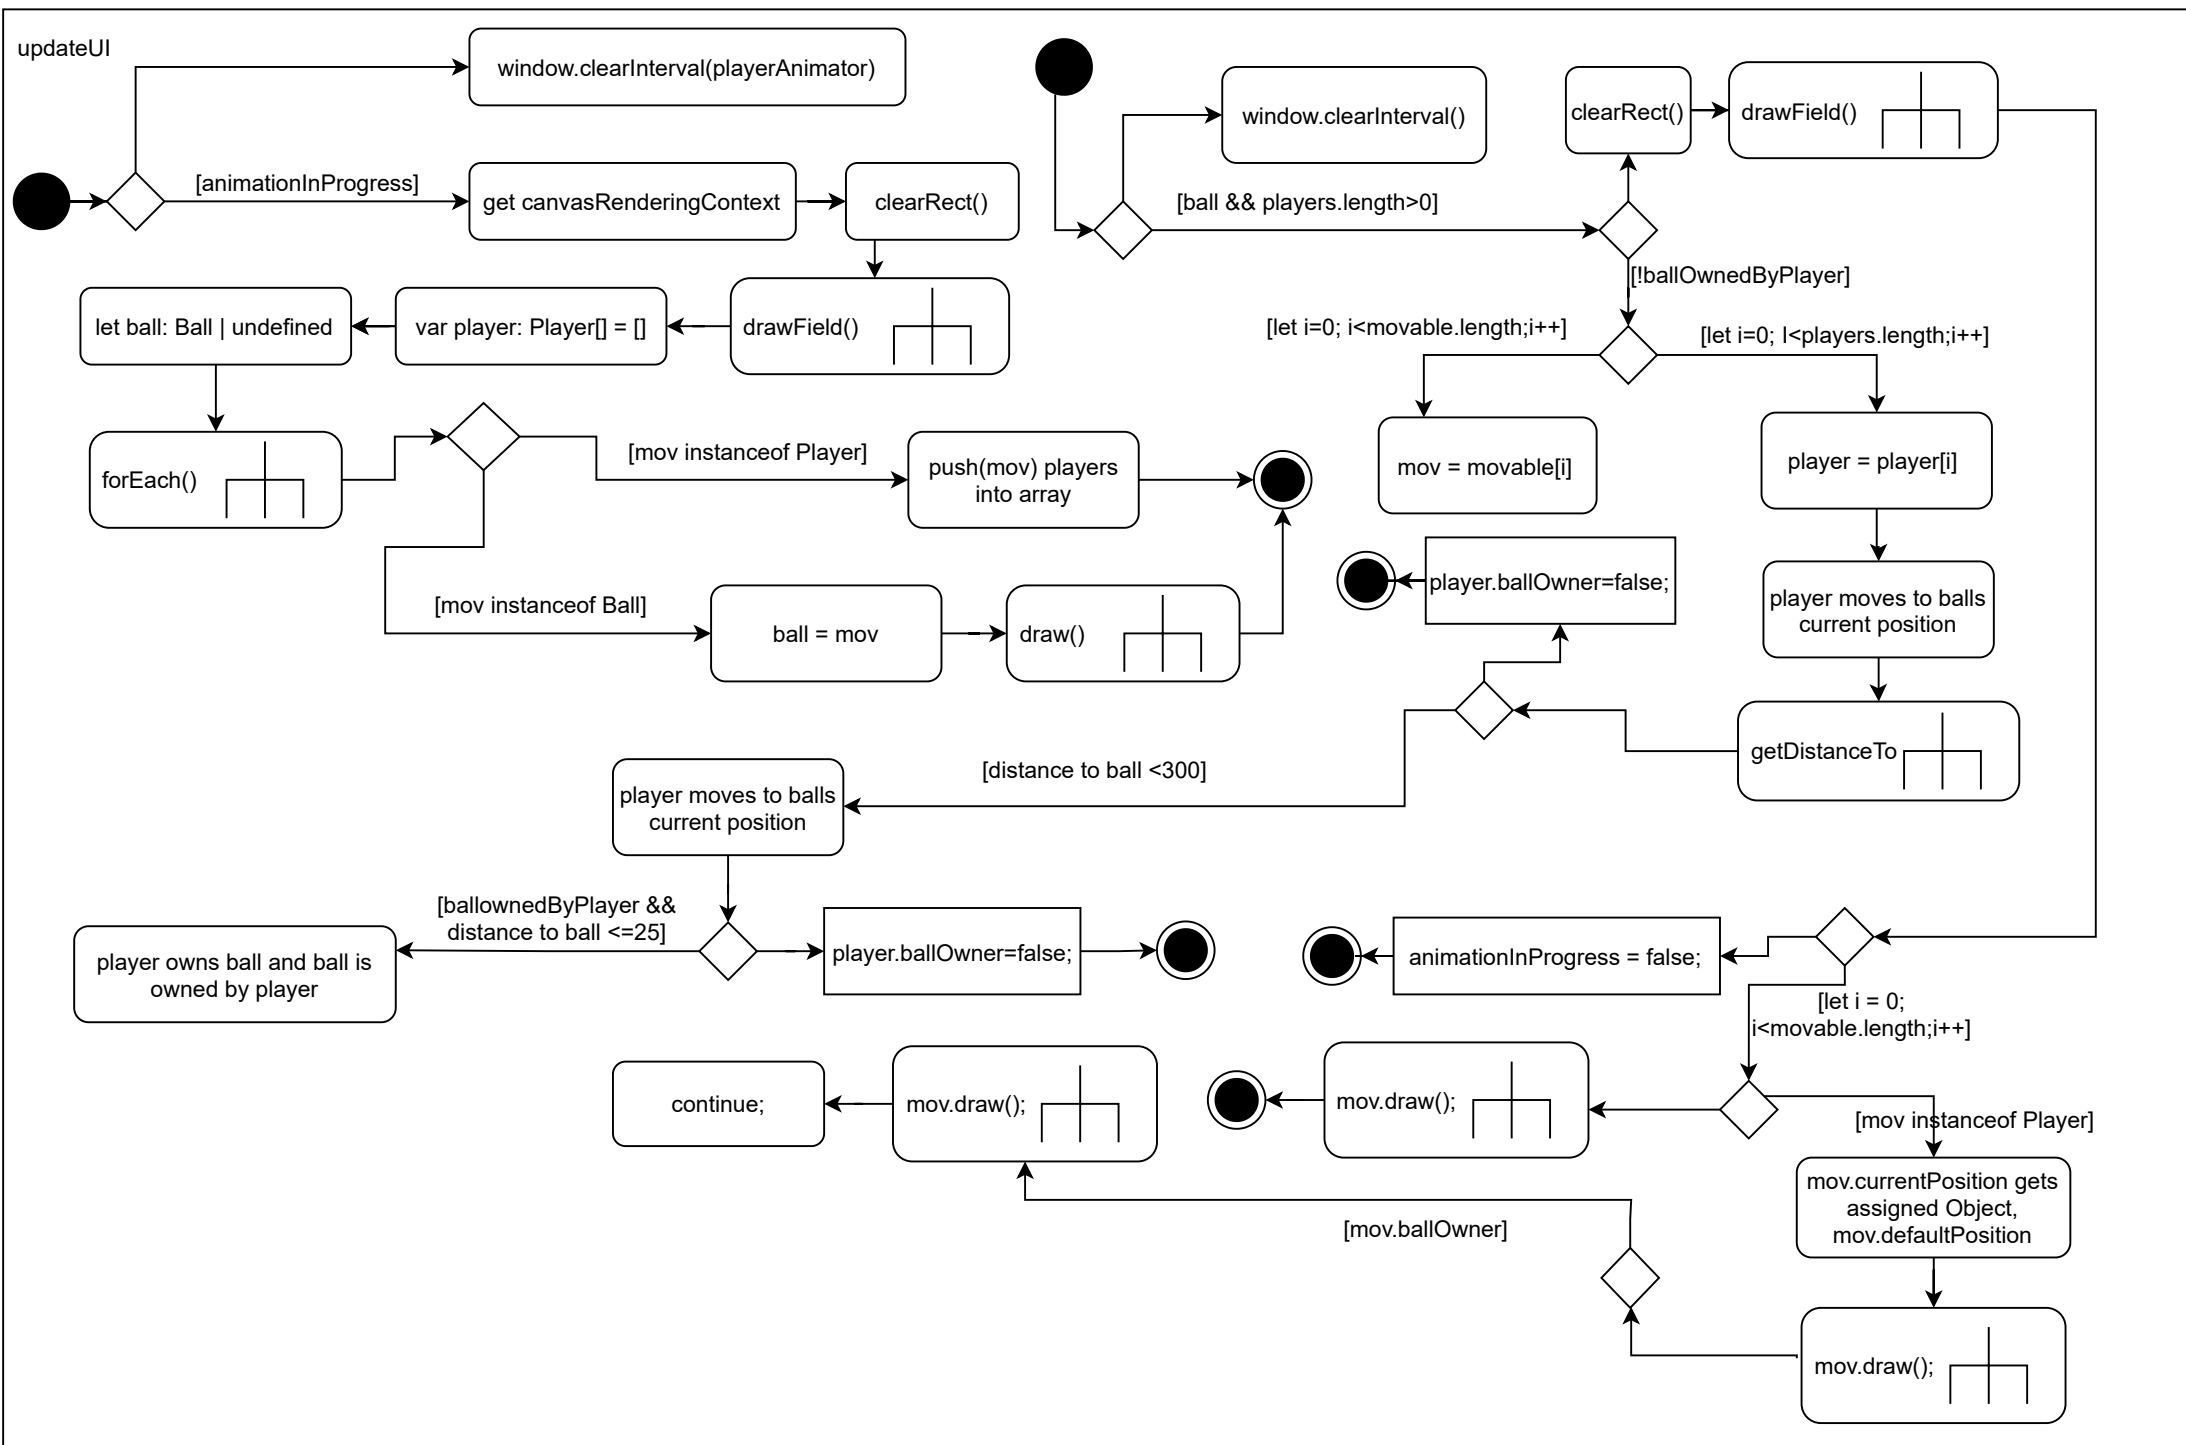 updateUI
window.clearInterval(playerAnimator)
[animationInProgress]
get canvasRenderingContext
clearRect()
drawField()
var player: Player[] = []
let ball: Ball | undefined
forEach()
[mov instanceof Player]
push(mov) players
into array
[mov instanceof Ball]
ball = mov
draw()
window.clearInterval()
[ball && players.length>0]
clearRect()
drawField()
[!ballOwnedByPlayer]
[let i=0; i<movable.length;i++]
[let i=0; I<players.length;i++]
mov = movable[i]
player = player[i]
player.ballOwner=false;
player moves to balls
current position
getDistanceTo
[distance to ball <300]
player moves to balls
current position
[ballownedByPlayer &&
distance to ball <=25]
player owns ball and ball is
owned by player
player.ballOwner=false;
animationInProgress = false;
[let i = 0;
i<movable.length;i++]
continue;
mov.draw();
mov.draw();
[mov instanceof Player]
mov.currentPosition gets
assigned Object,
mov.defaultPosition
[mov.ballOwner]
mov.draw();